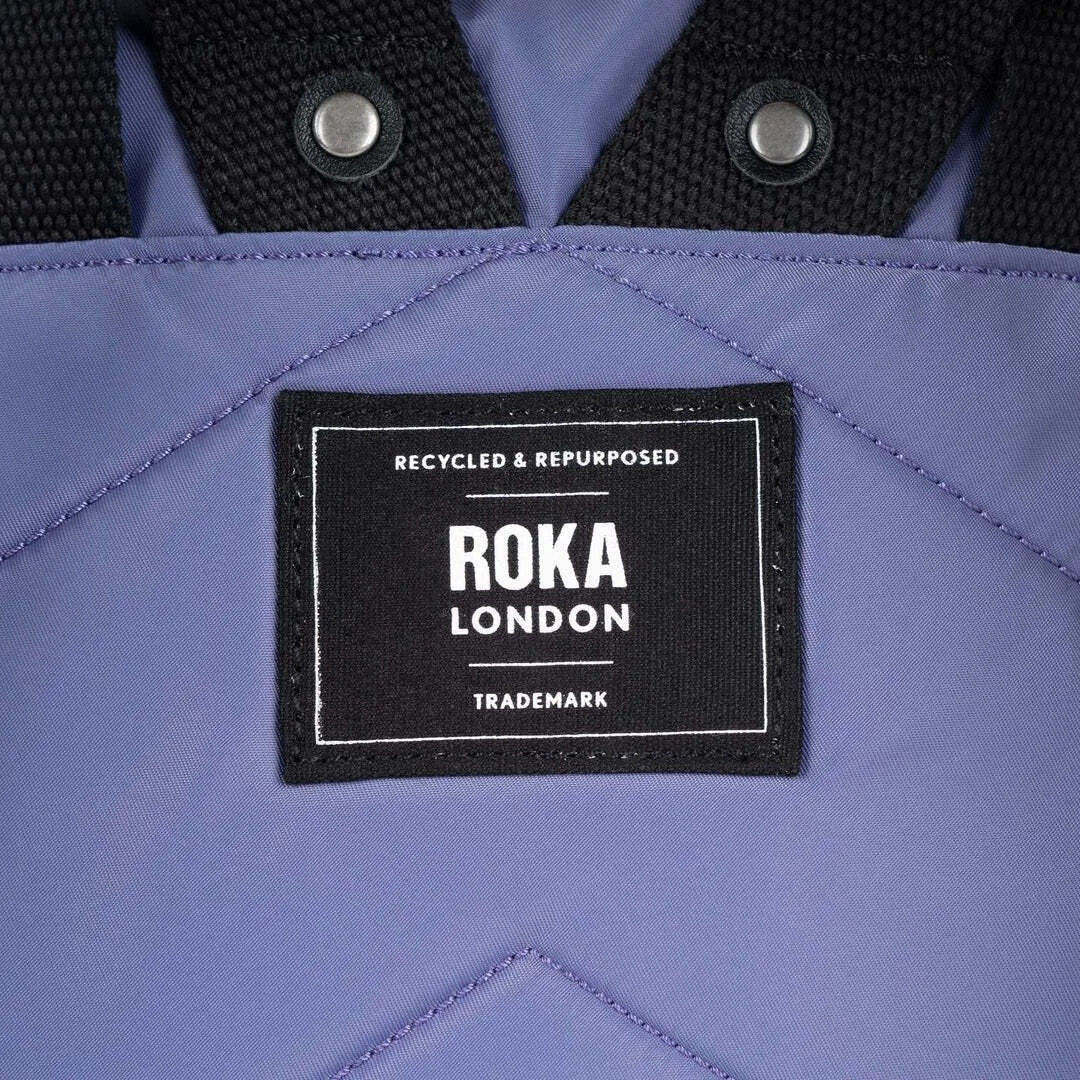 RECYCLED & REPURPOSED
ROKA
LONDON
TRADEMARK